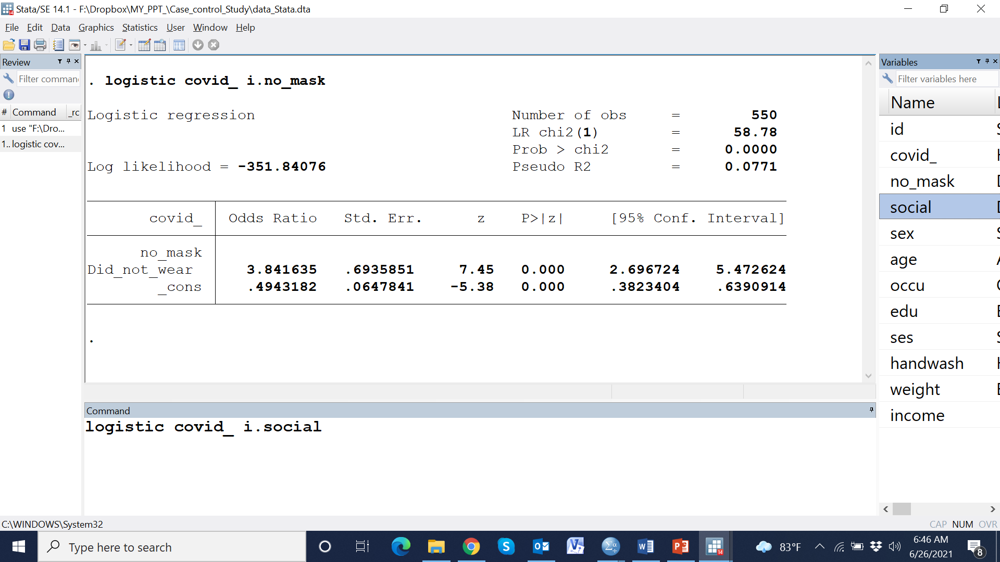 Stata/SE 14.1 - F:\Dropbox\MY_PPT_\Case_control_Study\data_Stata.dta
File Edit Data Graphics Statistics User Window Help
Review
Filter comman
# Command _rc
1 use "F:\Dro...
1.. logistic cov...
. logistic covid_ i.no_mask
Logistic regression Number of obs = 550
LR chi2(1) = 58.78
Prob > chi2 = 0.0000
Log likelihood = -351.84076 Pseudo R2 = 0.0771
covid_ Odds Ratio Std. Err. z P>|z| [95% Conf. Interval]
no_mask
Did_not_wear 3.841635 .6935851 7.45 0.000 2.696724 5.472624
_cons .4943182 .0647841 -5.38 0.000 .3823404 .6390914
.
Command
logistic covid_ i.social
Variables
Filter variables here
Name
id
covid_
no_mask
social
sex
age
occu
edu
ses
handwash
weight
income
C:\WINDOWS\System32
CAP NUM OVR
Type here to search
83°F
6:46 AM
6/26/2021
8